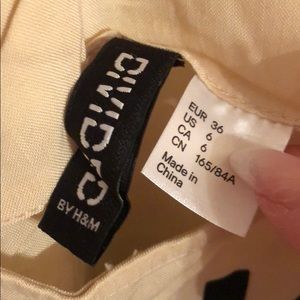 DIVIDED
BY H&M
EUR 36
US 6
CA 6
CN 165/84A
Made in
China